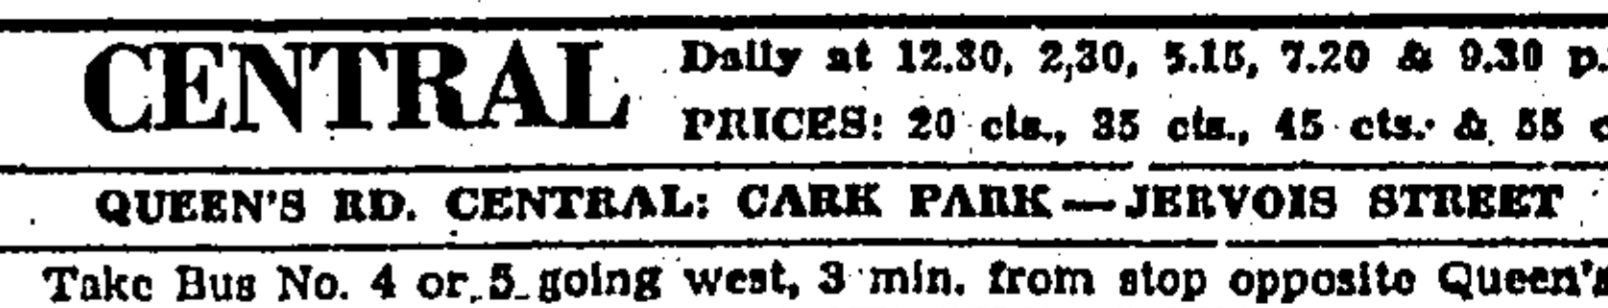 CENTRAL
Daily at 12.30, 2,30, 5.15, 7.20 & 9.30 p.
PRICES: 20 cts., 35 cts., 45 cts. & 55 c
QUEEN'S RD. CENTRAL: CARK PARK — JERVOIS STREET
Take Bus No. 4 or 5 going west, 3 min. from stop opposite Queen's